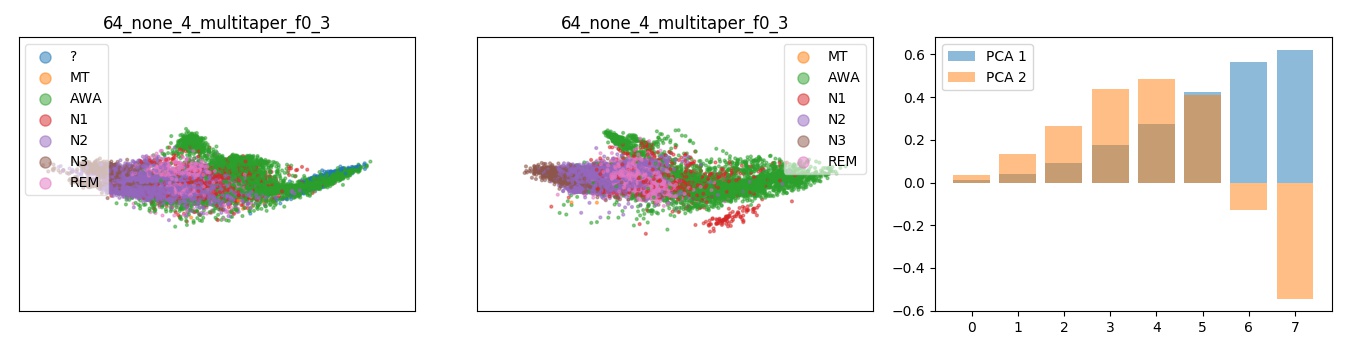 64_none_4_multitaper_f0_3
?
MT
AWA
N1
N2
N3
REM
64_none_4_multitaper_f0_3
MT
AWA
N1
N2
N3
REM
PCA 1
PCA 2
0.6
0.4
0.2
0.0
−0.2
−0.4
−0.6
0 1 2 3 4 5 6 7